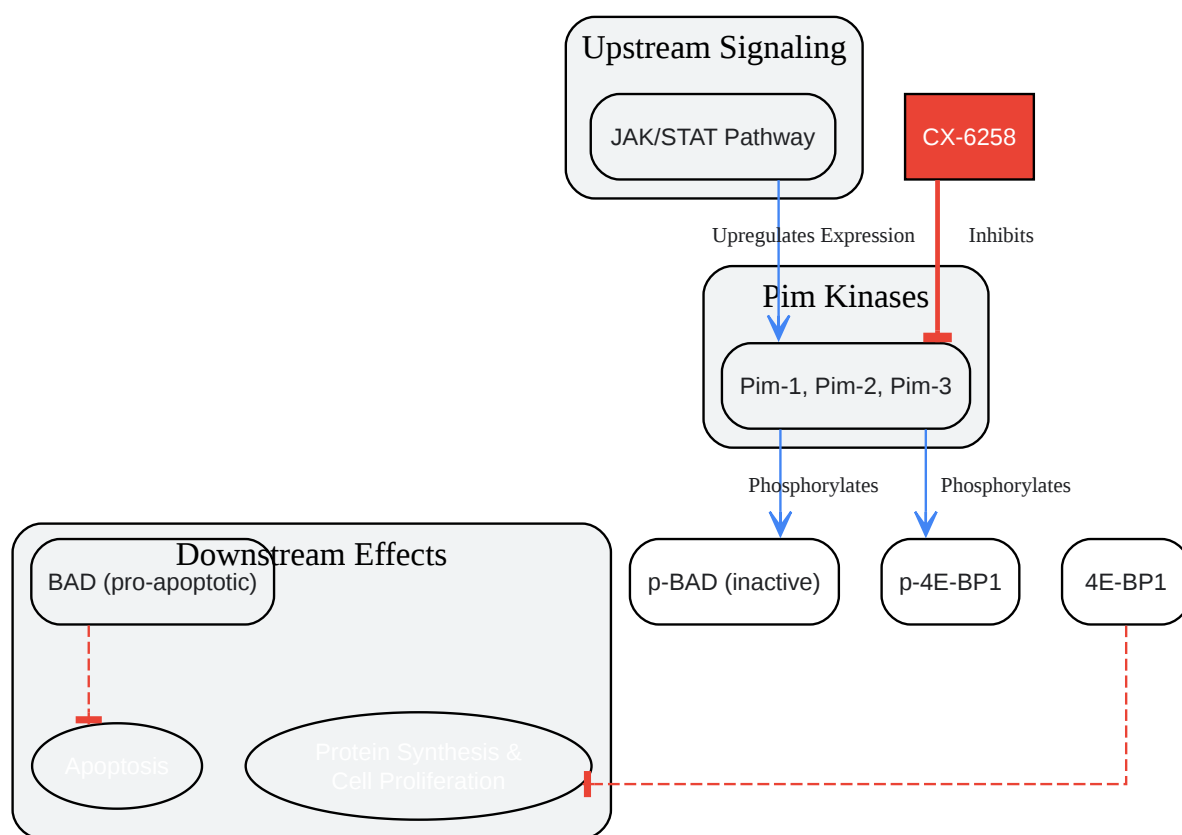 Upstream Signaling
JAK/STAT Pathway
CX-6258
Upregulates Expression
Inhibits
Pim Kinases
Pim-1, Pim-2, Pim-3
Phosphorylates
Phosphorylates
Downstream Effects
BAD (pro-apoptotic)
p-BAD (inactive)
p-4E-BP1
4E-BP1
Apoptosis
Protein Synthesis &
Cell Proliferation